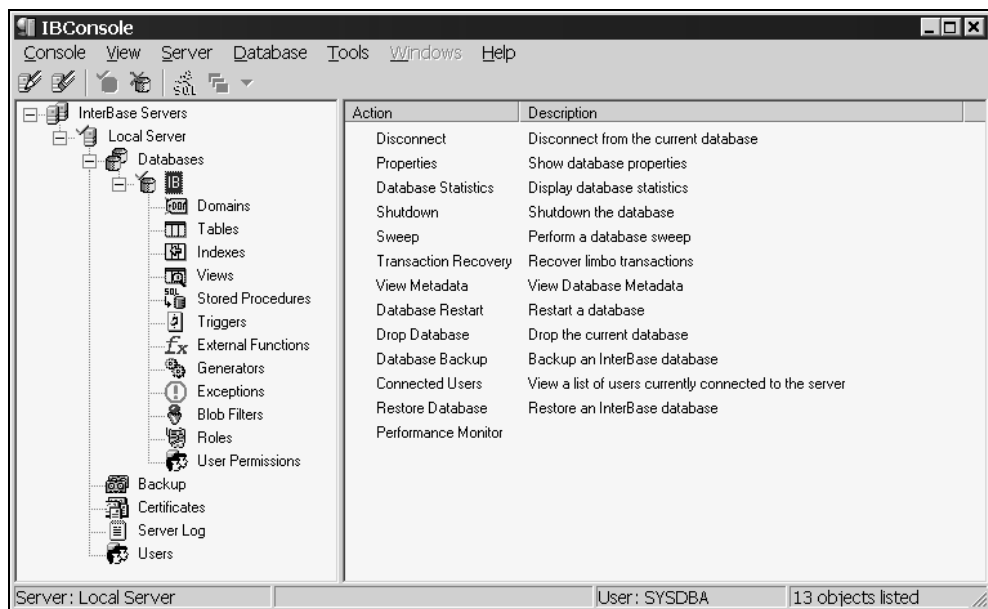 IBConsole
Console View Server Database Tools Windows Help
SQL
InterBase Servers
Local Server
Databases
IB
Domains
Tables
Indexes
Views
SQL
Stored Procedures
Triggers
fx External Functions
Generators
Exceptions
Blob Filters
Roles
User Permissions
Backup
Certificates
Server Log
Users
Action Description
Disconnect Disconnect from the current database
Properties Show database properties
Database Statistics Display database statistics
Shutdown Shutdown the database
Sweep Perform a database sweep
Transaction Recovery Recover limbo transactions
View Metadata View Database Metadata
Database Restart Restart a database
Drop Database Drop the current database
Database Backup Backup an InterBase database
Connected Users View a list of users currently connected to the server
Restore Database Restore an InterBase database
Performance Monitor
Server: Local Server User: SYSDBA 13 objects listed